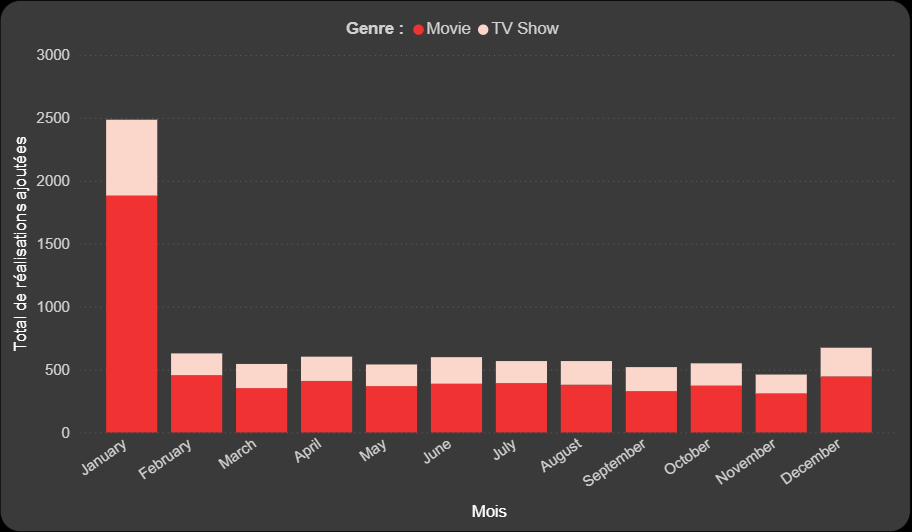 Genre : Movie TV Show
3000
2500
2000
1500
1000
500
0
Total de réalisations ajoutées
January February March April May June July August September October November December
Mois